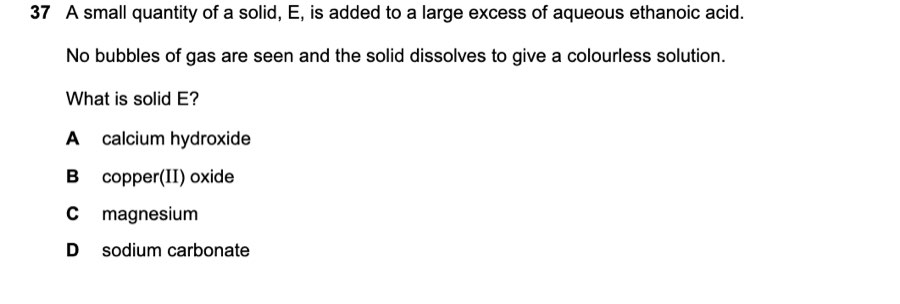 37 A small quantity of a solid, E, is added to a large excess of aqueous ethanoic acid.
No bubbles of gas are seen and the solid dissolves to give a colourless solution.
What is solid E?
A calcium hydroxide
B copper(II) oxide
C magnesium
D sodium carbonate